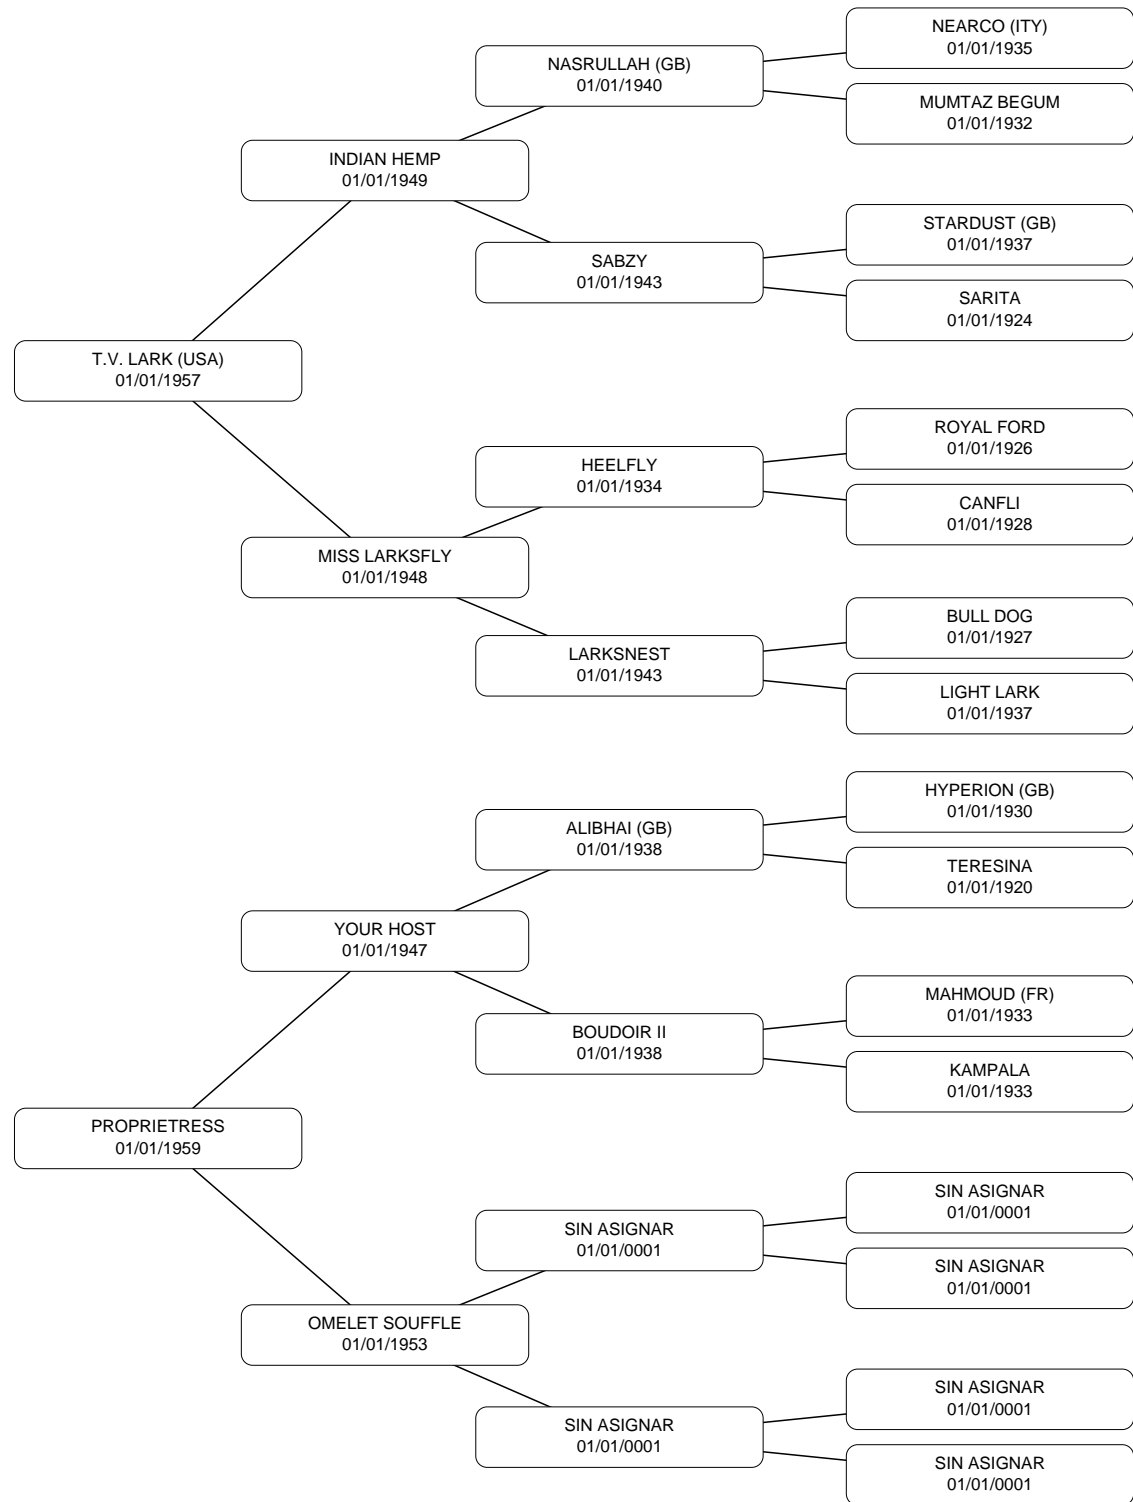 NEARCO (ITY)
01/01/1935
NASRULLAH (GB)
01/01/1940
MUMTAZ BEGUM
01/01/1932
INDIAN HEMP
01/01/1949
STARDUST (GB)
01/01/1937
SABZY
01/01/1943
SARITA
01/01/1924
T.V. LARK (USA)
01/01/1957
ROYAL FORD
01/01/1926
HEELFLY
01/01/1934
CANFLI
01/01/1928
MISS LARKSFLY
01/01/1948
BULL DOG
01/01/1927
LARKSNEST
01/01/1943
LIGHT LARK
01/01/1937
HYPERION (GB)
01/01/1930
ALIBHAI (GB)
01/01/1938
TERESINA
01/01/1920
YOUR HOST
01/01/1947
MAHMOUD (FR)
01/01/1933
BOUDOIR II
01/01/1938
KAMPALA
01/01/1933
PROPRIETRESS
01/01/1959
SIN ASIGNAR
01/01/0001
SIN ASIGNAR
01/01/0001
SIN ASIGNAR
01/01/0001
OMELET SOUFFLE
01/01/1953
SIN ASIGNAR
01/01/0001
SIN ASIGNAR
01/01/0001
SIN ASIGNAR
01/01/0001